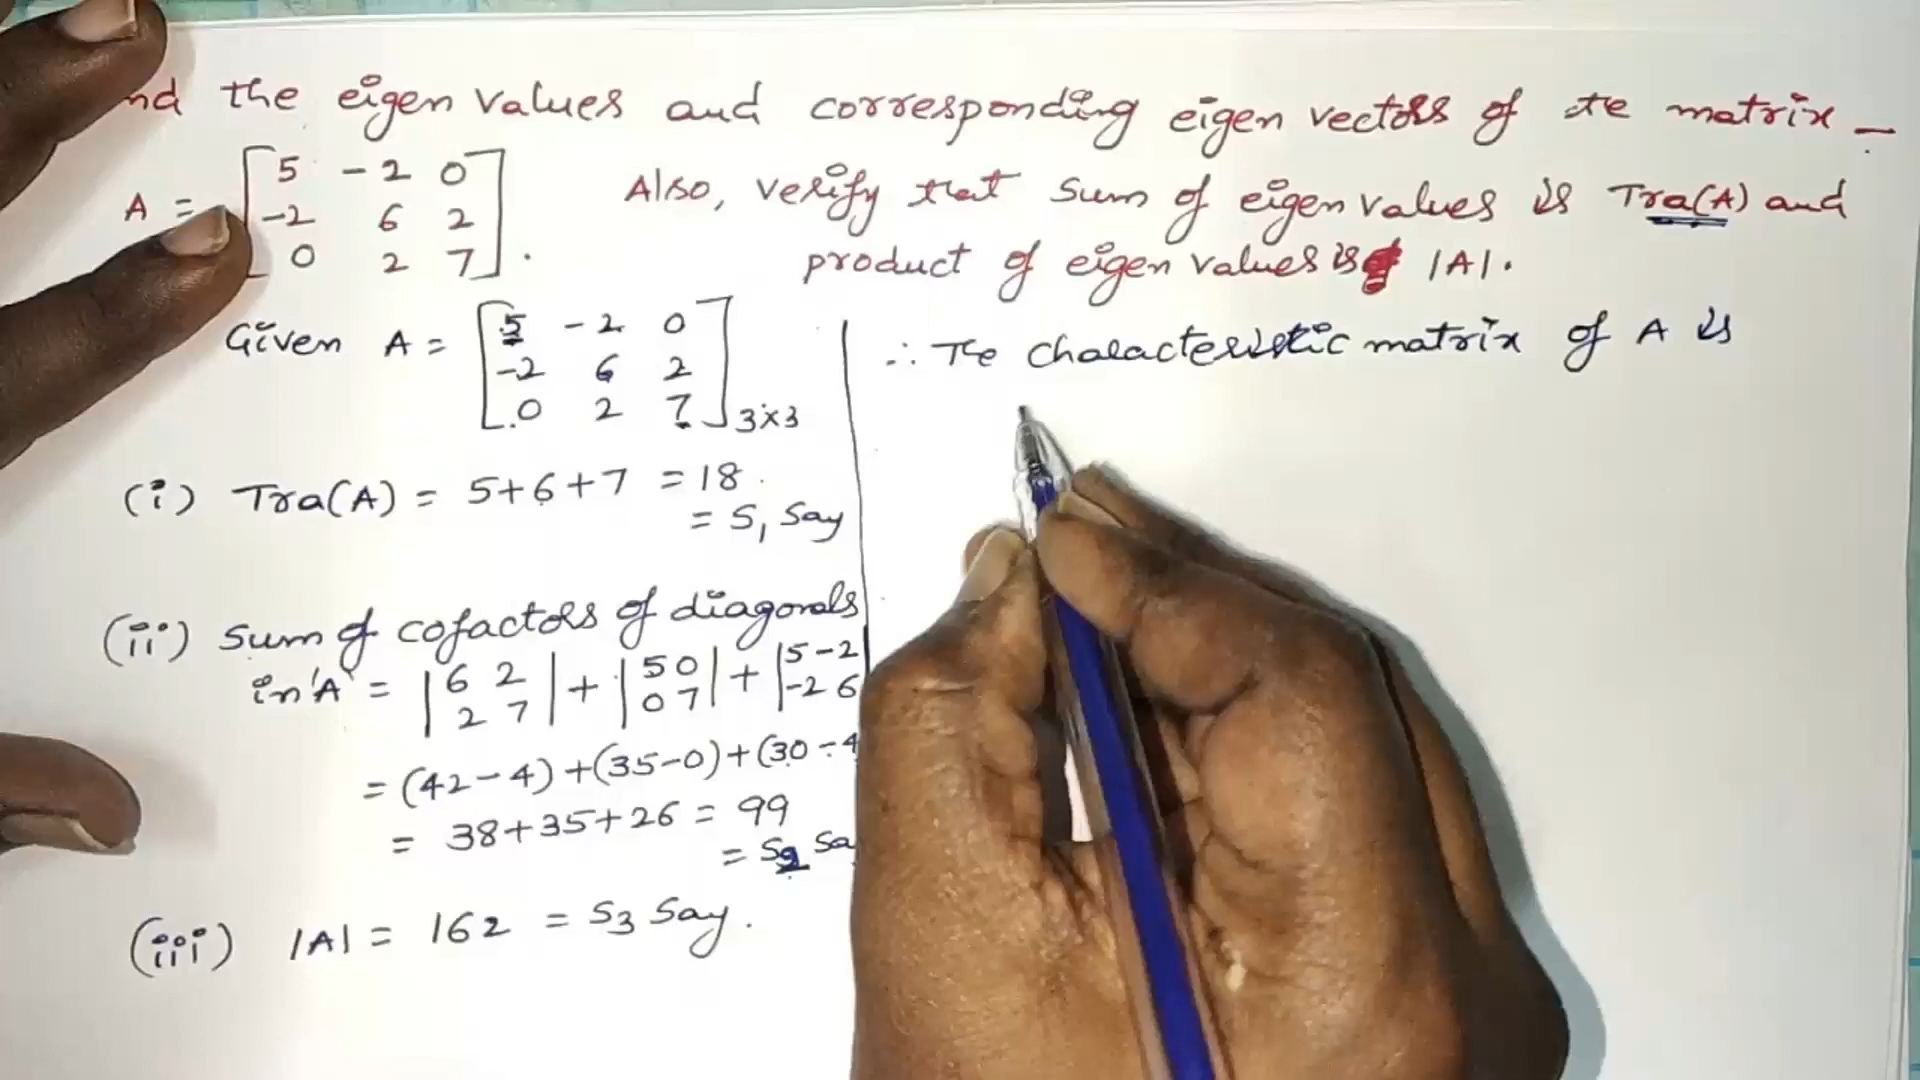 nd the eigen values and corresponding eigen vectors of te matrix -
A = [5 -2 0
-2 6 2
0 2 7].
Also, verify that sum of eigen values is Tra(A) and
product of eigen values is |A|.
Given A = [5 -2 0
-2 6 2
0 2 7]3×3
(i) Tra(A) = 5+6+7 = 18.
= S1 Say
(ii) Sum of cofactors of diagonals
in 'A' = |6 2
2 7| + |5 0
0 7| + |5 -2
-2 6
= (42-4)+(35-0)+(30-4
= 38+35+26 = 99
= S2 Sa
(iii) |A| = 162 = S3 Say.
∴ Te characteristic matrix of A is